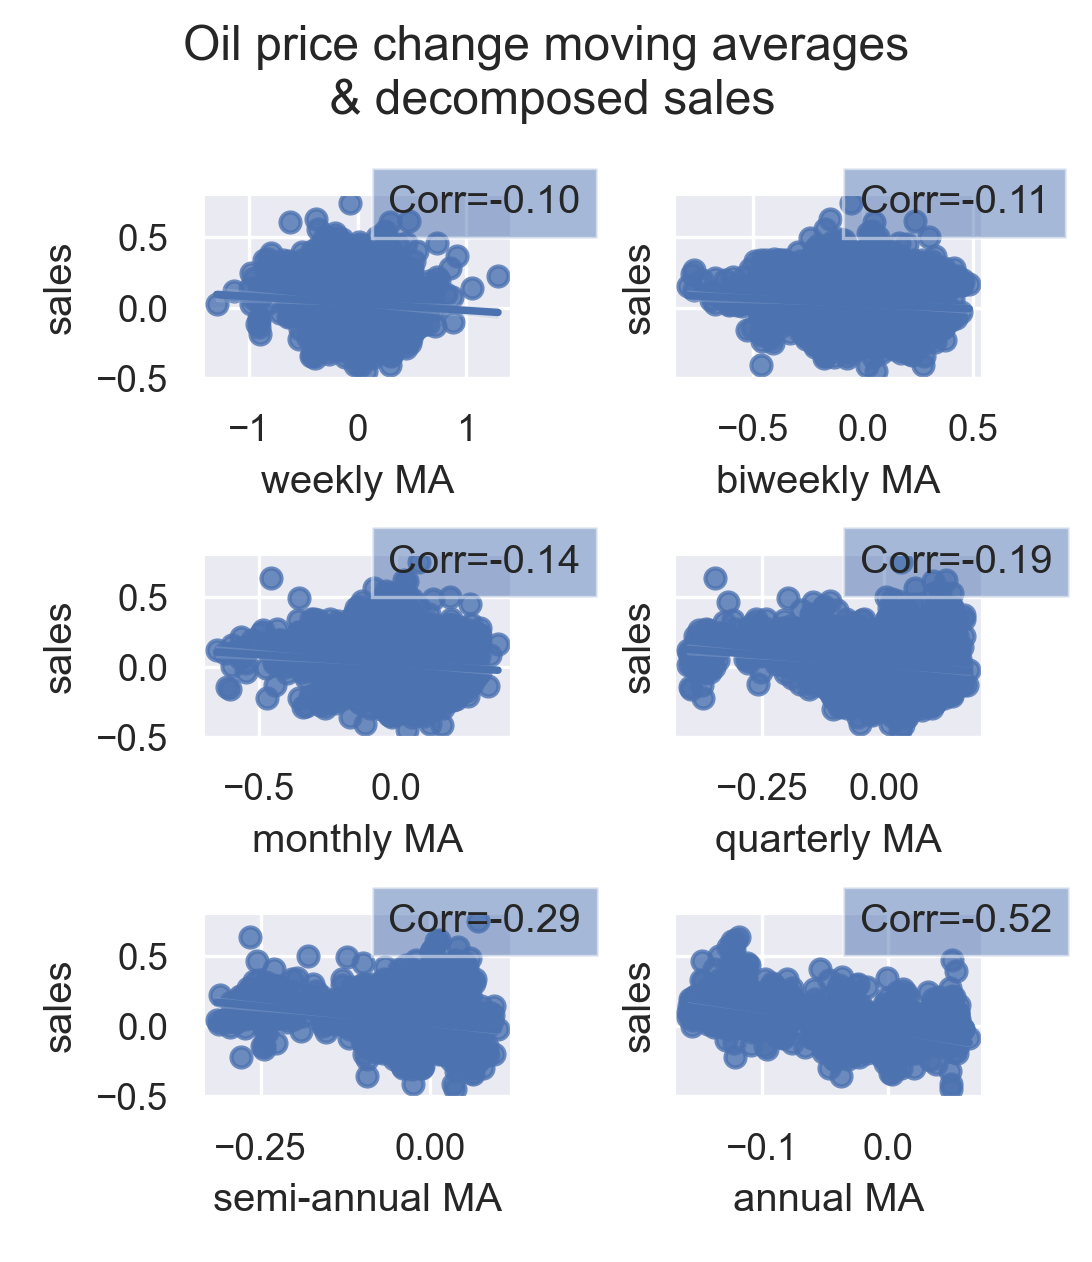 Oil price change moving averages
& decomposed sales
Corr=-0.10
Corr=-0.11
sales
0.5
0.0
−0.5
sales
−1 0 1
−0.5 0.0 0.5
weekly MA
biweekly MA
Corr=-0.14
Corr=-0.19
sales
0.5
0.0
−0.5
sales
−0.5 0.0
−0.25 0.00
monthly MA
quarterly MA
Corr=-0.29
Corr=-0.52
sales
0.5
0.0
−0.5
sales
−0.25 0.00
−0.1 0.0
semi-annual MA
annual MA